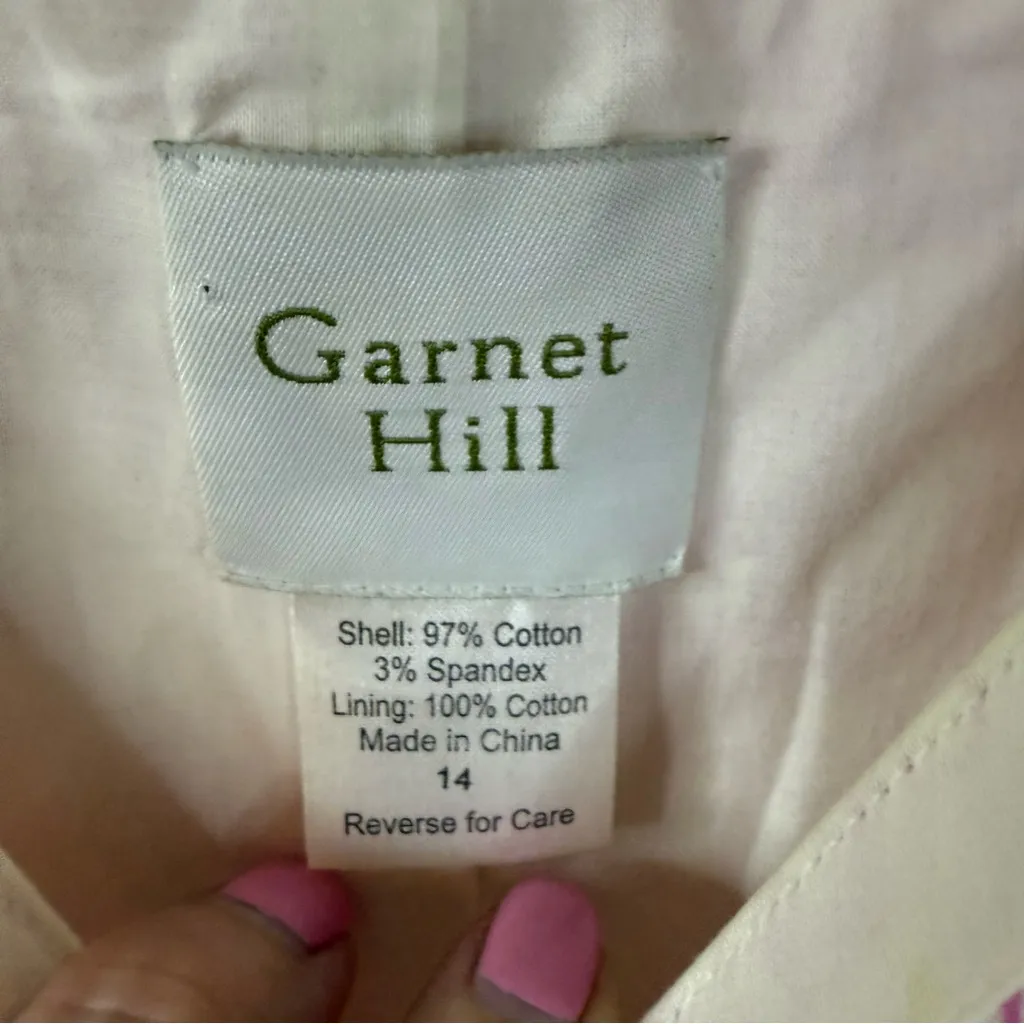 Garnet
Hill
Shell: 97% Cotton
3% Spandex
Lining: 100% Cotton
Made in China
14
Reverse for Care